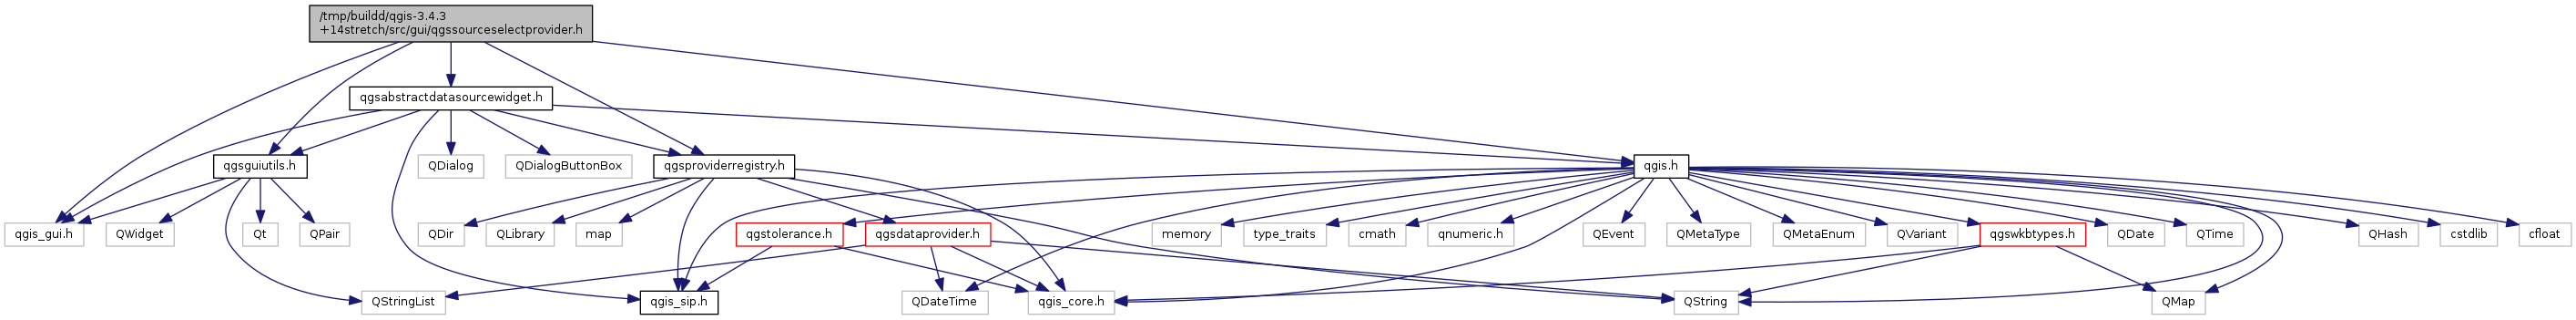 /tmp/buildd/qgis-3.4.3
+14stretch/src/gui/qgssourceselectprovider.h
qgsabstractdatasourcewidget.h
qgsguiutils.h
QDialog
QDialogButtonBox
qgsproviderregistry.h
qgis.h
qgis_gui.h
QWidget
Qt
QPair
QDir
QLibrary
map
qgstolerance.h
qgsdataprovider.h
memory
type_traits
cmath
qnumeric.h
QEvent
QMetaType
QMetaEnum
QVariant
qgswkbtypes.h
QDate
QTime
QHash
cstdlib
cfloat
QStringList
qgis_sip.h
QDateTime
qgis_core.h
QString
QMap